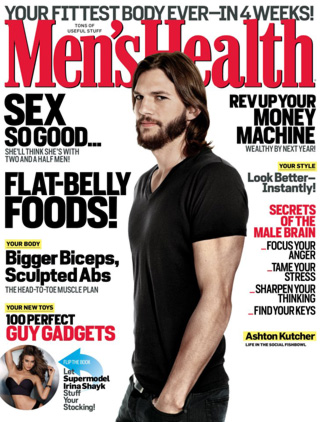 YOUR FITTEST BODY EVER—IN 4 WEEKS!
TONS OF
USEFUL STUFF
Men'sHealth
SEX
SO GOOD...
SHE'LL THINK SHE'S WITH
TWO AND A HALF MEN!
FLAT-BELLY
FOODS!
YOUR BODY
Bigger Biceps,
Sculpted Abs
THE HEAD-TO-TOE MUSCLE PLAN
YOUR NEW TOYS
100 PERFECT
GUY GADGETS
FLIP THE BOOK
Let
Supermodel
Irina Shayk
Stuff
Your
Stocking!
REV UP YOUR
MONEY
MACHINE
WEALTHY BY NEXT YEAR!
YOUR STYLE
Look Better—
Instantly!
SECRETS
OF THE
MALE BRAIN
...FOCUS YOUR
ANGER
...TAME YOUR
STRESS
...SHARPEN YOUR
THINKING
...FIND YOUR KEYS
Ashton Kutcher
LIFE IN THE SOCIAL FISHBOWL